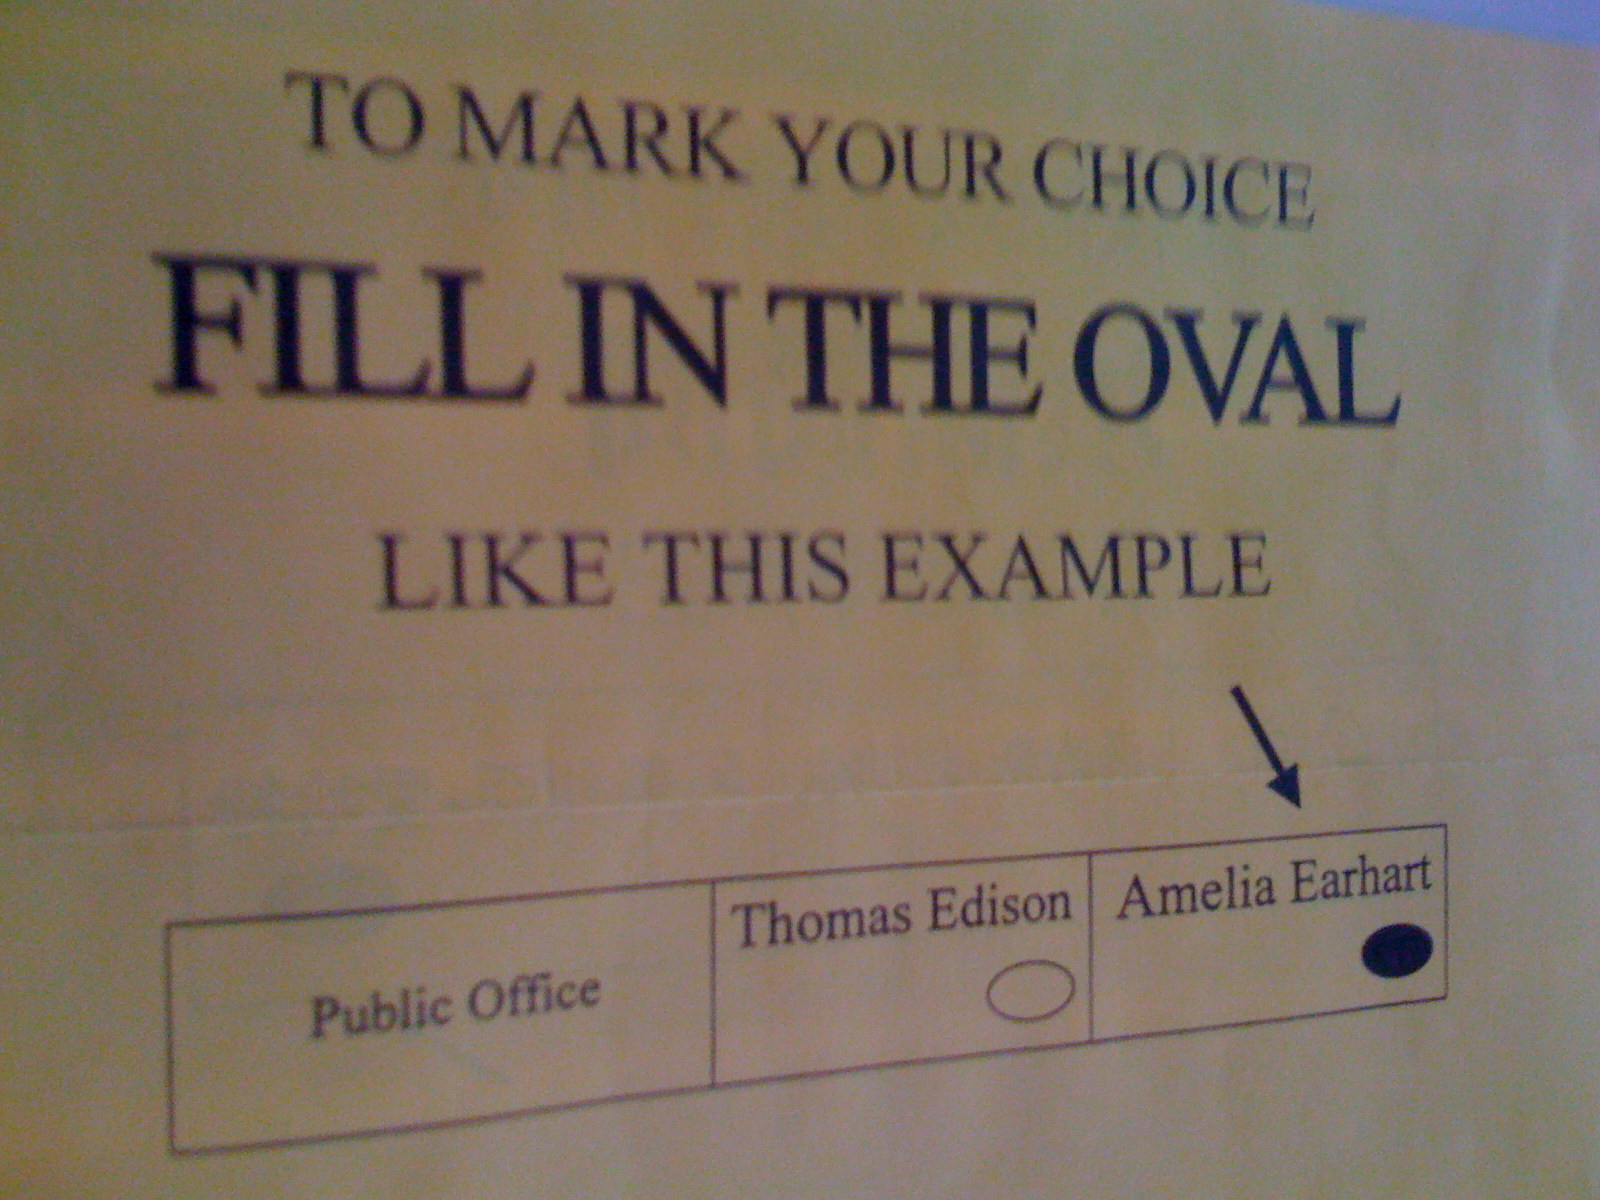 TO MARK YOUR CHOICE
FILL IN THE OVAL
LIKE THIS EXAMPLE
Public Office
Thomas Edison
Amelia Earhart